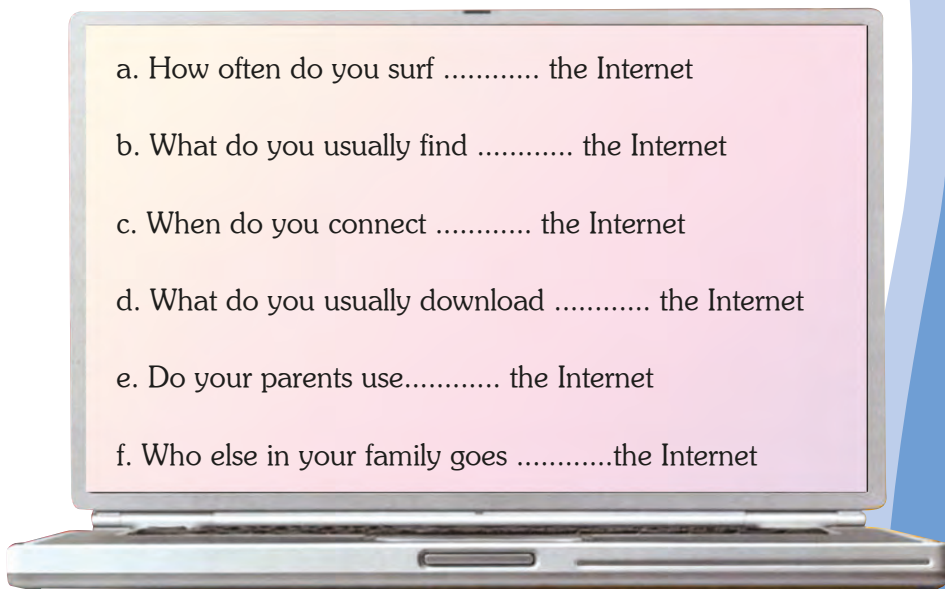 a. How often do you surf ............ the Internet
b. What do you usually find ............ the Internet
c. When do you connect ............ the Internet
d. What do you usually download ............ the Internet
e. Do your parents use............ the Internet
f. Who else in your family goes ............the Internet